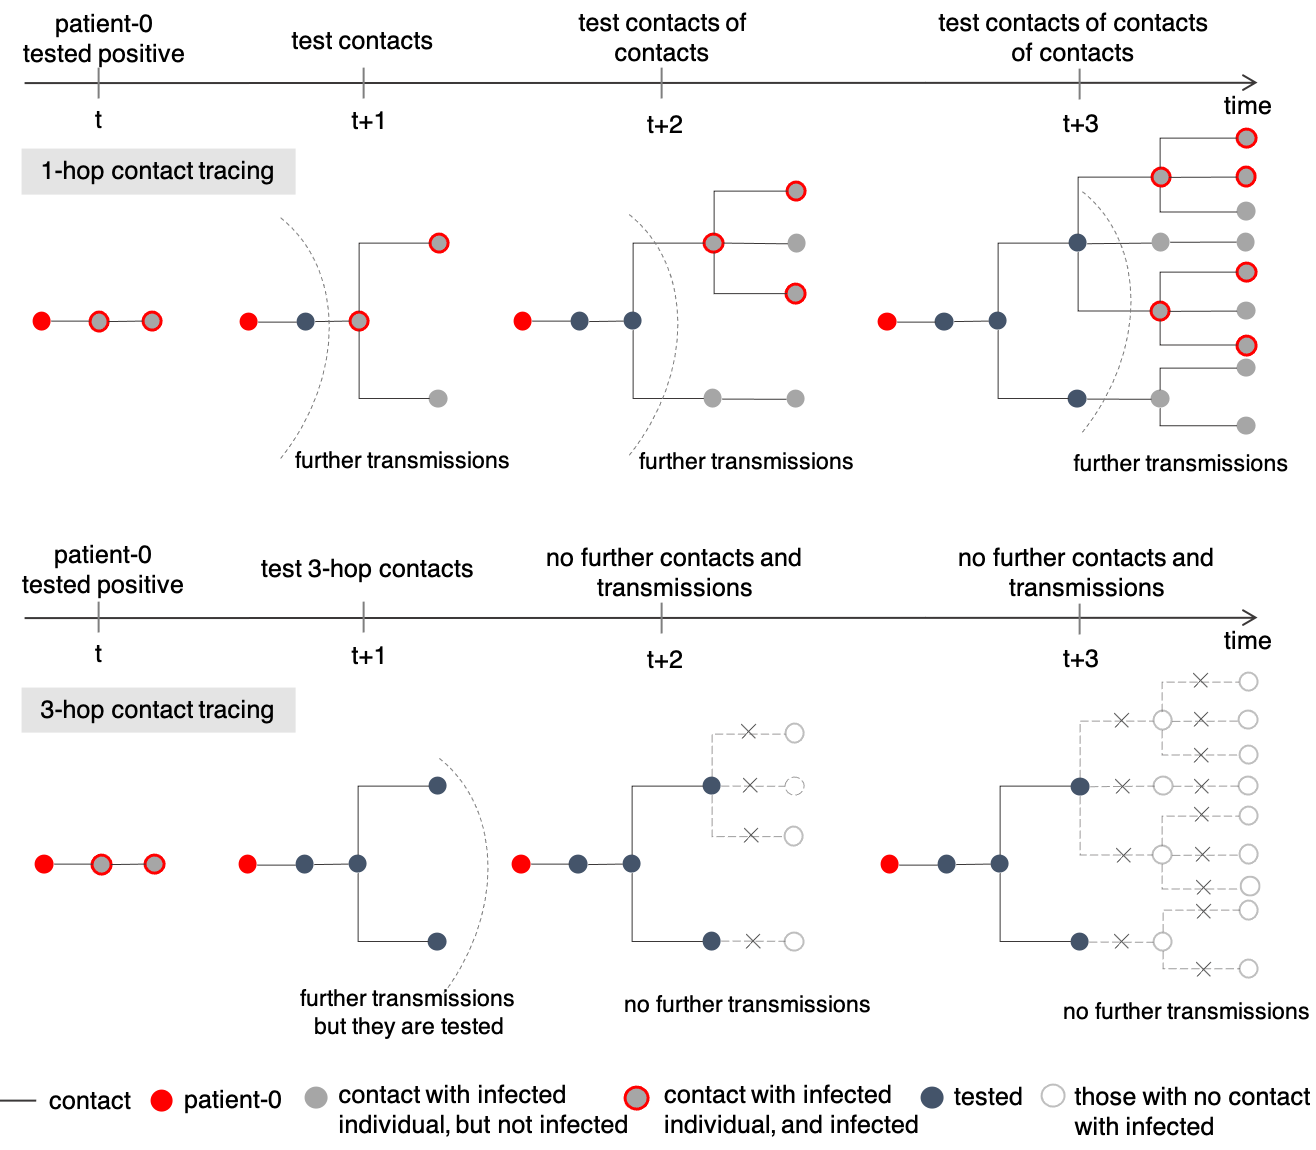 patient-0
tested positive
test contacts
test contacts of
contacts
test contacts of contacts
of contacts
time
t
t+1
t+2
t+3
1-hop contact tracing
further transmissions
further transmissions
further transmissions
patient-0
tested positive
test 3-hop contacts
no further contacts and
transmissions
no further contacts and
transmissions
time
t
t+1
t+2
t+3
3-hop contact tracing
further transmissions
but they are tested
no further transmissions
no further transmissions
contact
patient-0
contact with infected
individual, but not infected
contact with infected
individual, and infected
tested
those with no contact
with infected